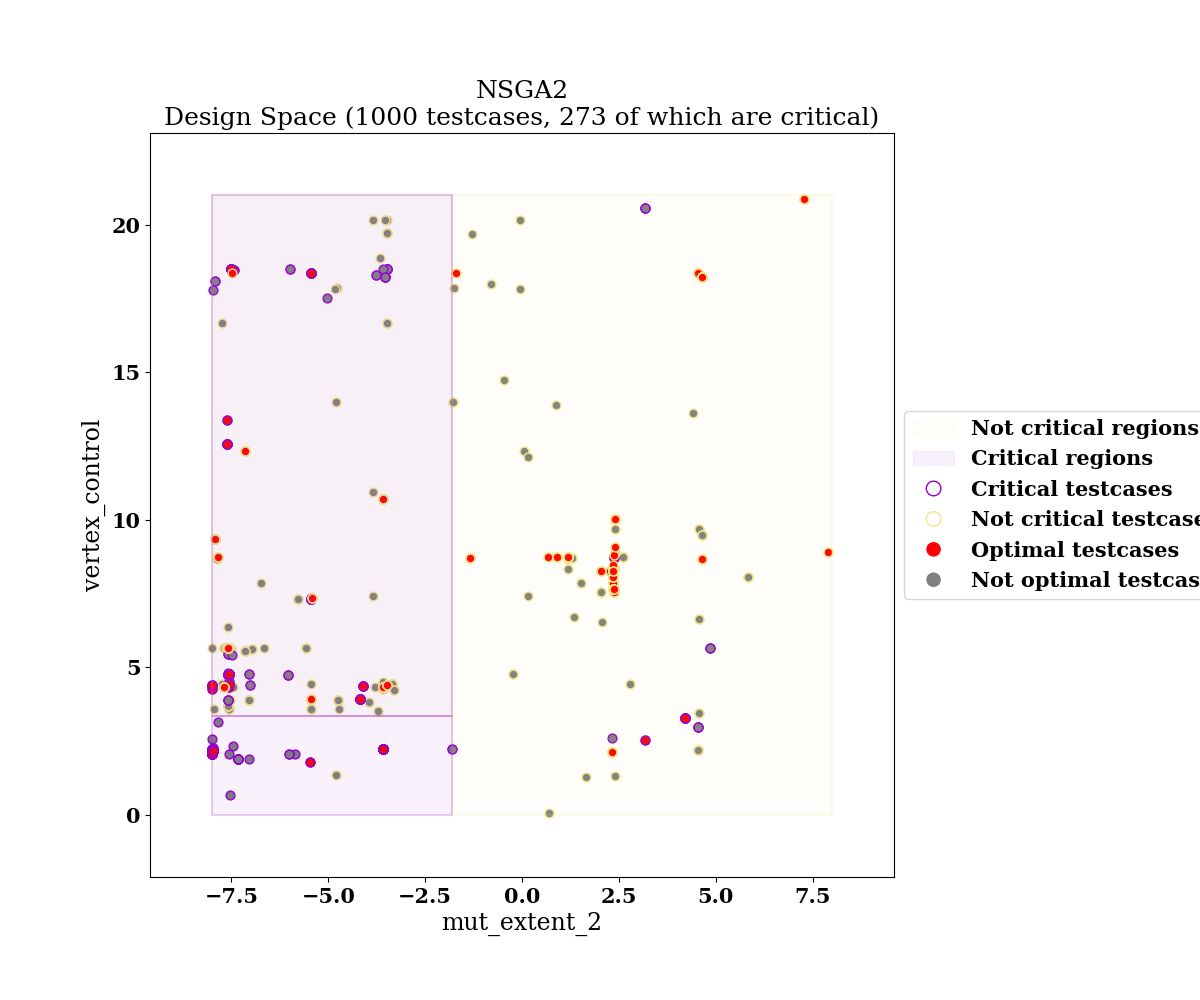 NSGA2
Design Space (1000 testcases, 273 of which are critical)
vertex_control
20
15
10
5
0
−7.5
−5.0
−2.5
0.0
2.5
5.0
7.5
mut_extent_2
Not critical regions
Critical regions
Critical testcases
Not critical testcase
Optimal testcases
Not optimal testcas